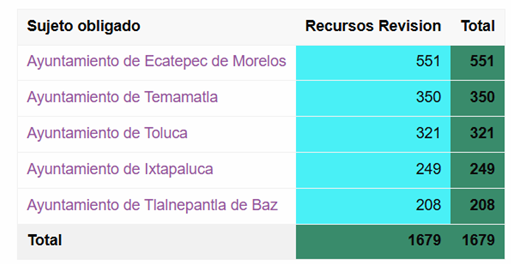 Sujeto obligado Recursos Revision Total
Ayuntamiento de Ecatepec de Morelos 551 551
Ayuntamiento de Temamatla 350 350
Ayuntamiento de Toluca 321 321
Ayuntamiento de Ixtapaluca 249 249
Ayuntamiento de Tlalnepantla de Baz 208 208
Total 1679 1679